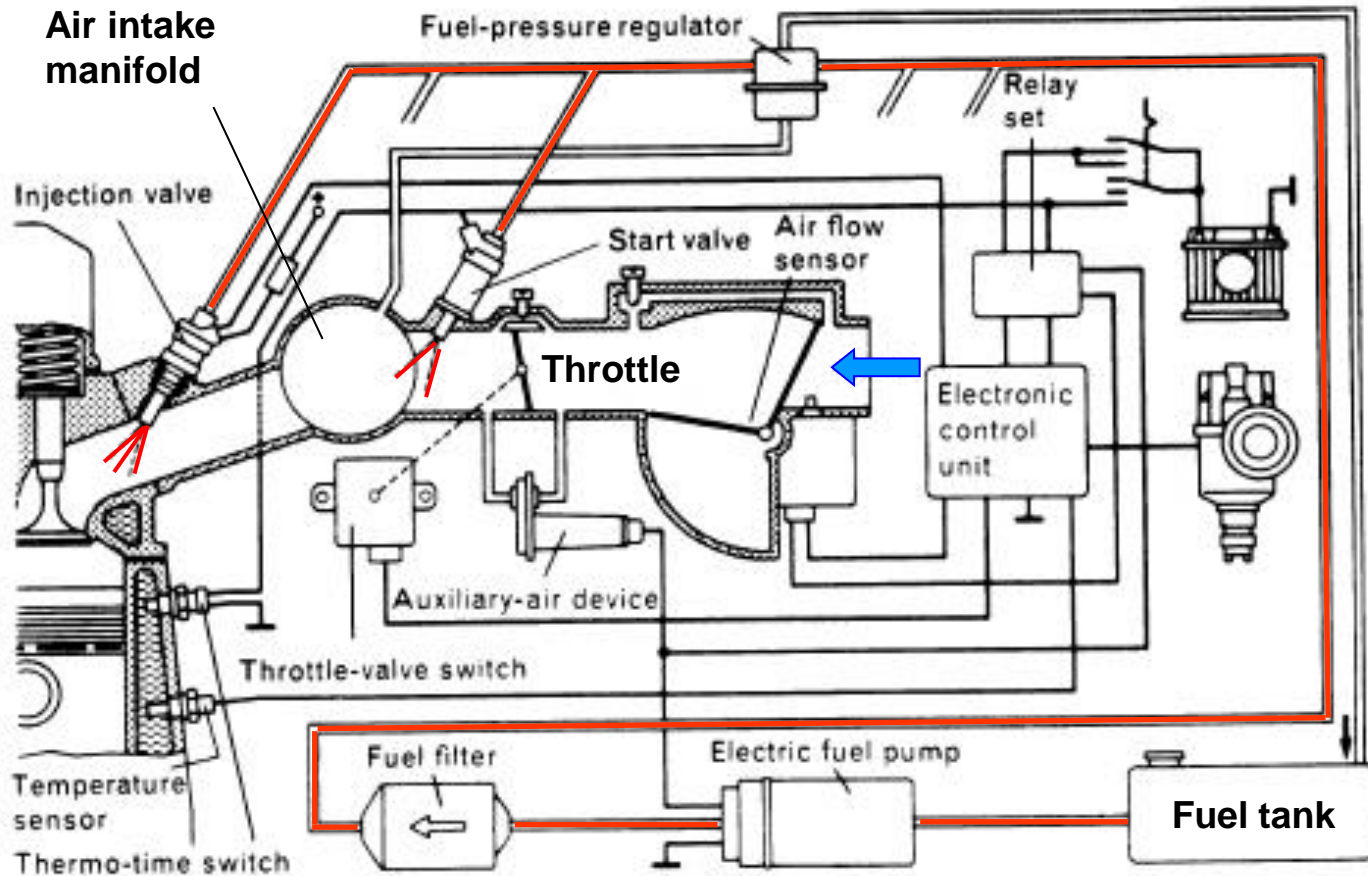 Air intake
manifold
Fuel-pressure regulator
Relay
set
Injection valve
+
Start valve
Air flow
sensor
Throttle
Electronic
control
unit
Auxiliary-air device
Throttle-valve switch
Fuel filter
Electric fuel pump
Fuel tank
Temperature
sensor
Thermo-time switch